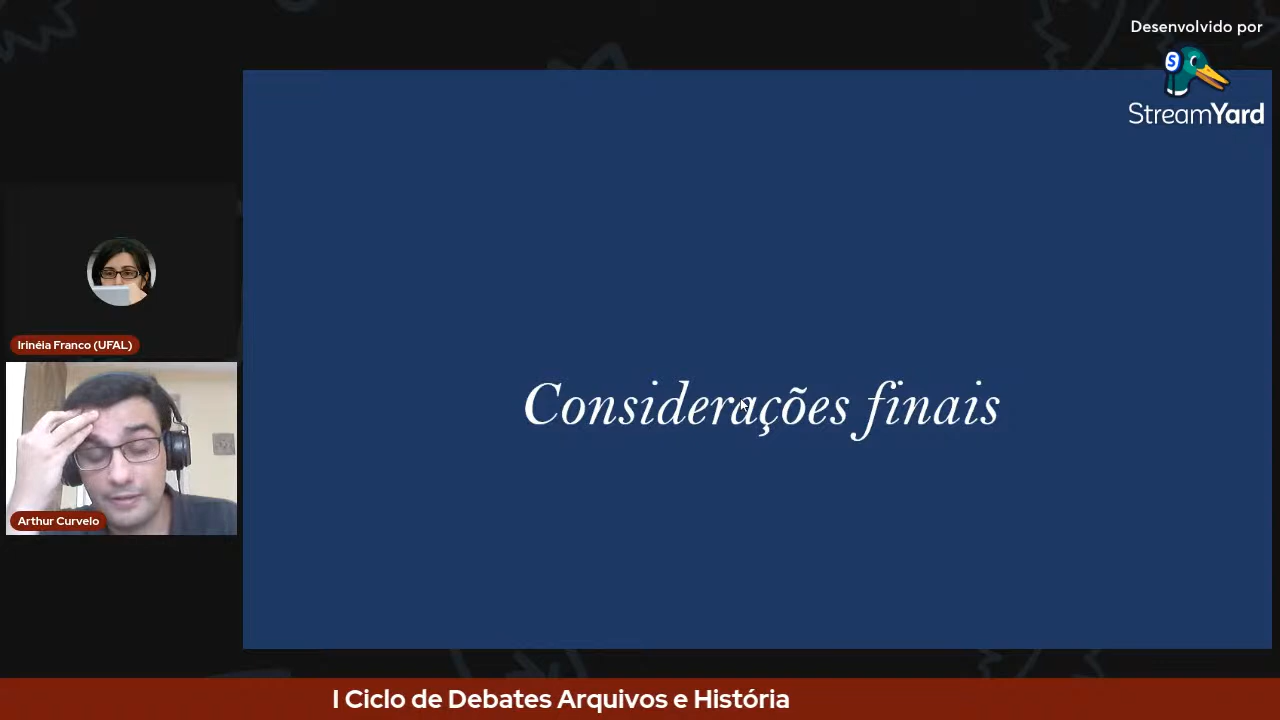 Desenvolvido por
S
StreamYard
Considerações finais
Irinéia Franco (UFAL)
Arthur Curvelo
I Ciclo de Debates Arquivos e História